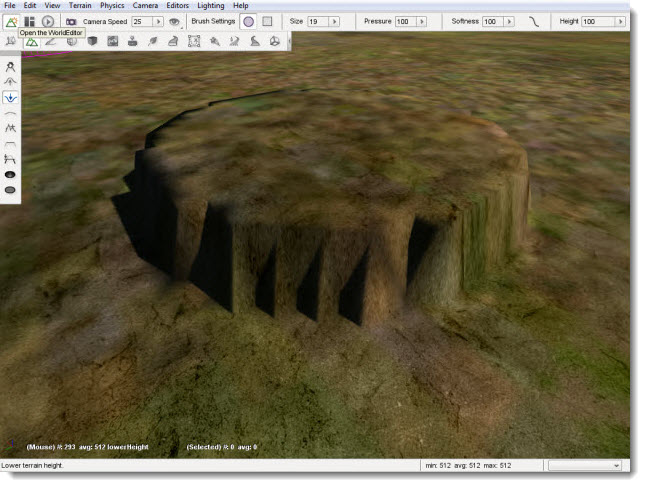 File Edit View Terrain Physics Camera Editors Lighting Help
Camera Speed 25 Brush Settings Size 19 Pressure 100 Softness 100 Height 100
Open the WorldEditor
(Mouse) #: 293 avg: 512 lowerHeight (Selected) #: 0 avg: 0
Lower terrain height. min: 512 avg: 512 max: 512